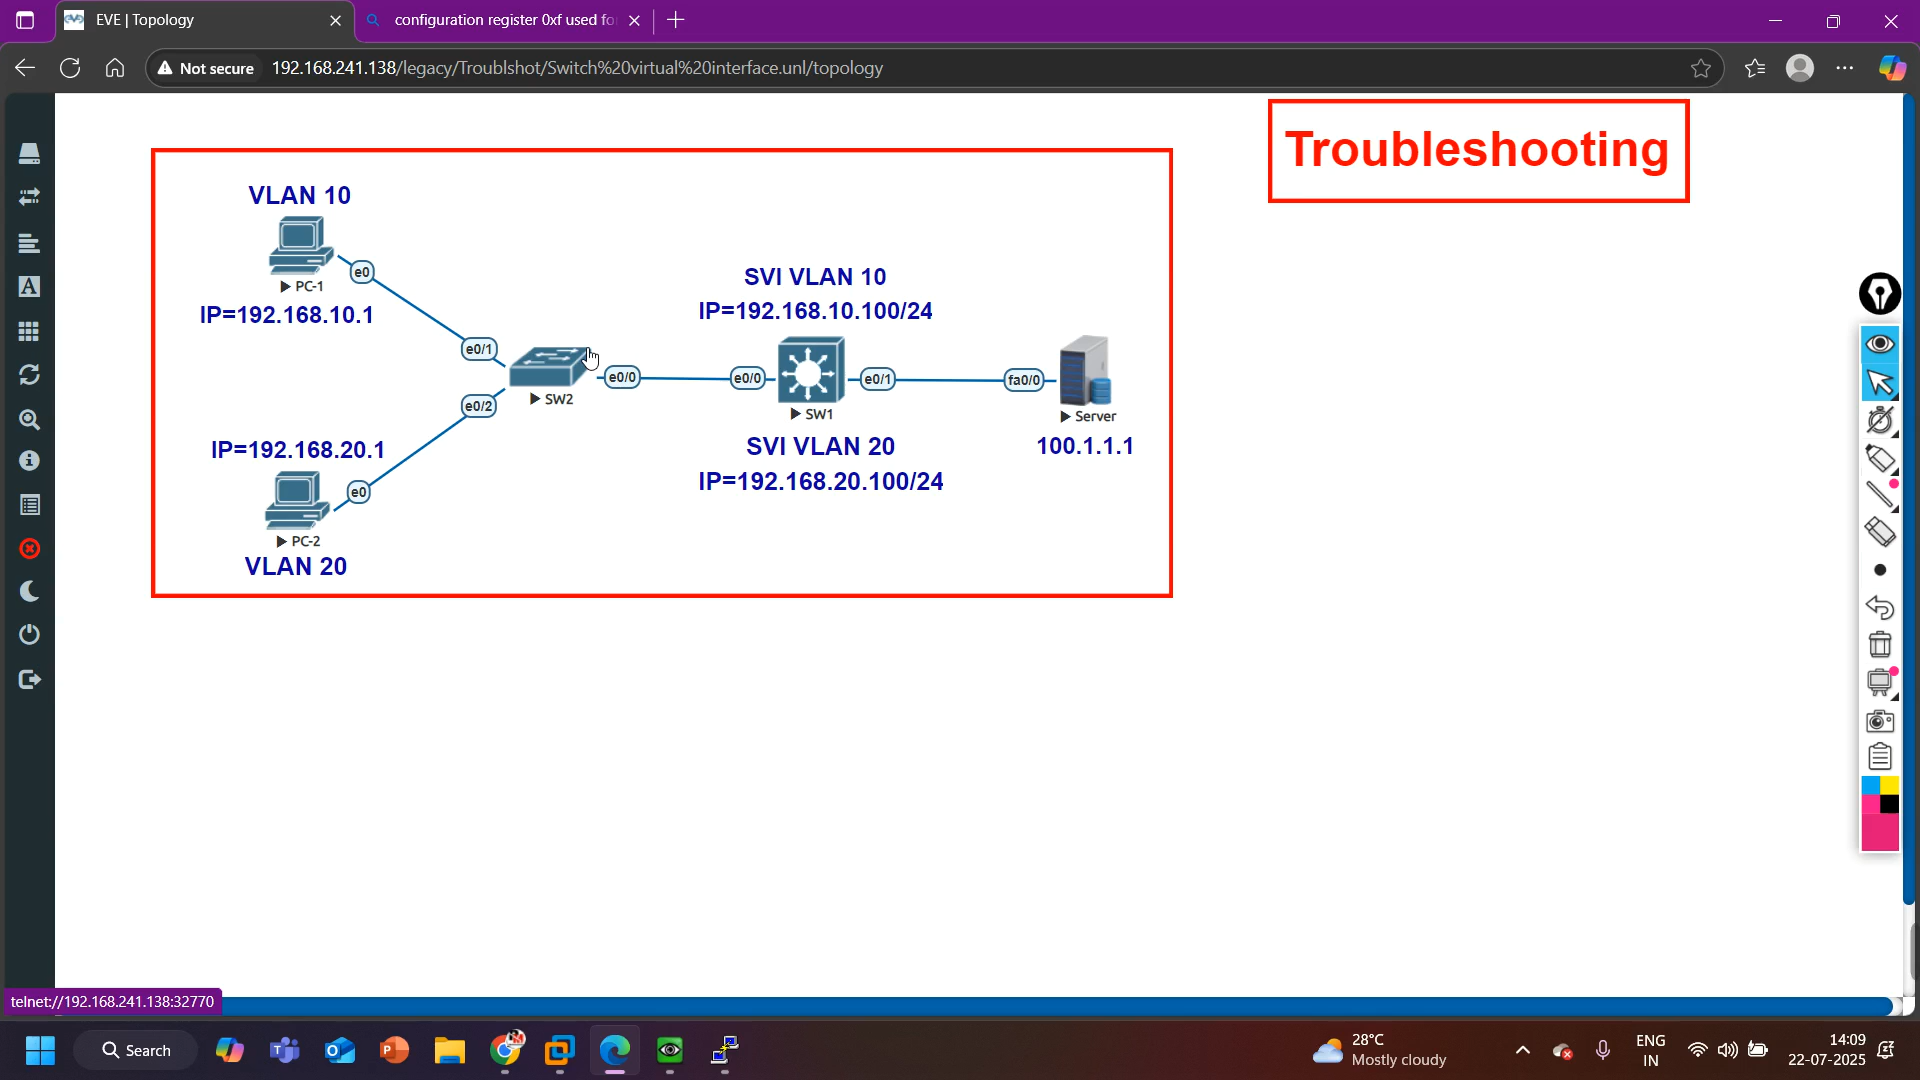 EVE | Topology
configuration register 0xf used fo
Not secure
192.168.241.138/legacy/Troublshot/Switch%20virtual%20interface.unl/topology
Troubleshooting
VLAN 10
e0
PC-1
IP=192.168.10.1
SVI VLAN 10
IP=192.168.10.100/24
e0/1
e0/0
e0/0
e0/1
fa0/0
SW2
SW1
Server
e0/2
IP=192.168.20.1
SVI VLAN 20
100.1.1.1
IP=192.168.20.100/24
e0
PC-2
VLAN 20
A
telnet://192.168.241.138:32770
Search
28°C
Mostly cloudy
ENG
IN
14:09
22-07-2025